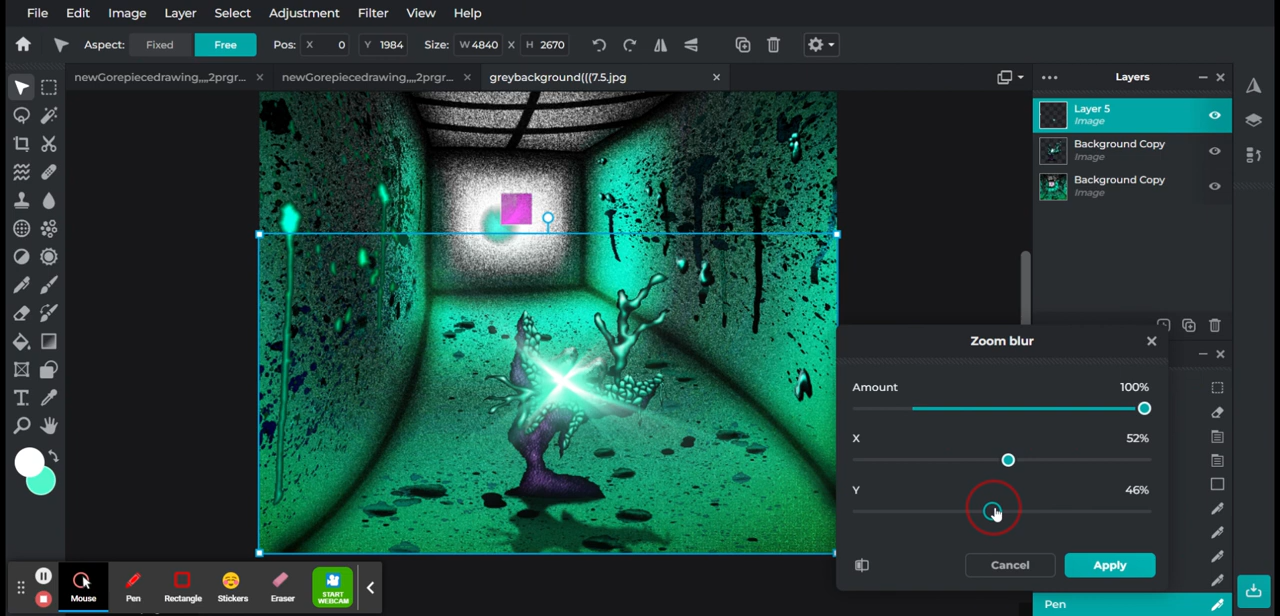 File Edit Image Layer Select Adjustment Filter View Help
Aspect: Fixed Free Pos: X 0 Y 1984 Size: W 4840 X H 2670
newGorepiecedrawing,,,,2prgr... newGorepiecedrawing,,,,2prgr... greybackground(((7.5.jpg
Layers
Layer 5
Image
Background Copy
Image
Background Copy
Image
Zoom blur
Amount 100%
X 52%
Y 46%
Cancel Apply
Pen
Mouse Pen Rectangle Stickers Eraser START
WEBCAM